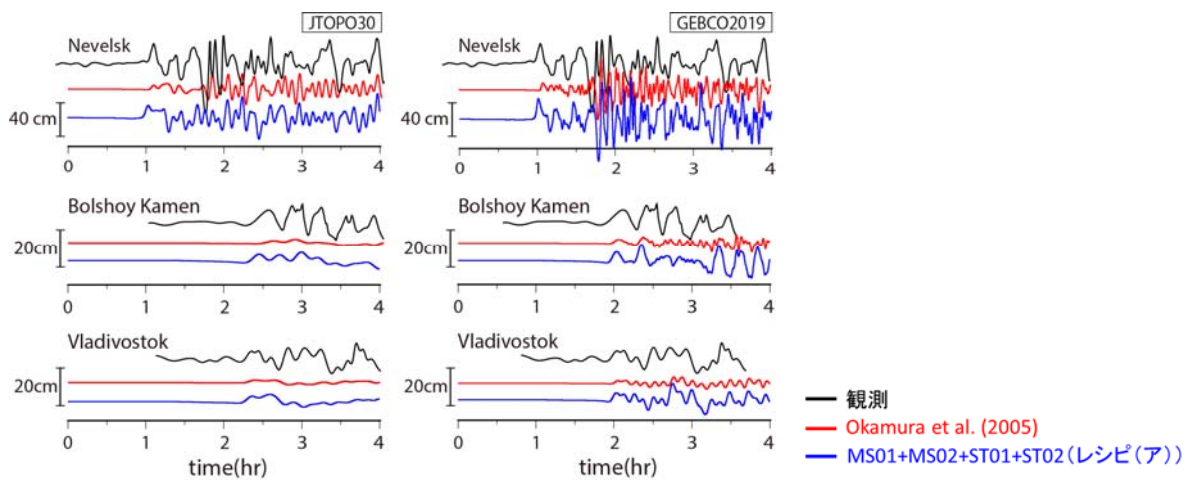 JTOPO30
Nevelsk
40 cm
0 1 2 3 4
Bolshoy Kamen
20cm
0 1 2 3 4
Vladivostok
20cm
0 1 2 3 4
time(hr)
GEBCO2019
Nevelsk
40 cm
0 1 2 3 4
Bolshoy Kamen
20cm
0 1 2 3 4
Vladivostok
20cm
0 1 2 3 4
time(hr)
観測
Okamura et al. (2005)
MS01+MS02+ST01+ST02(レシピ(ア))